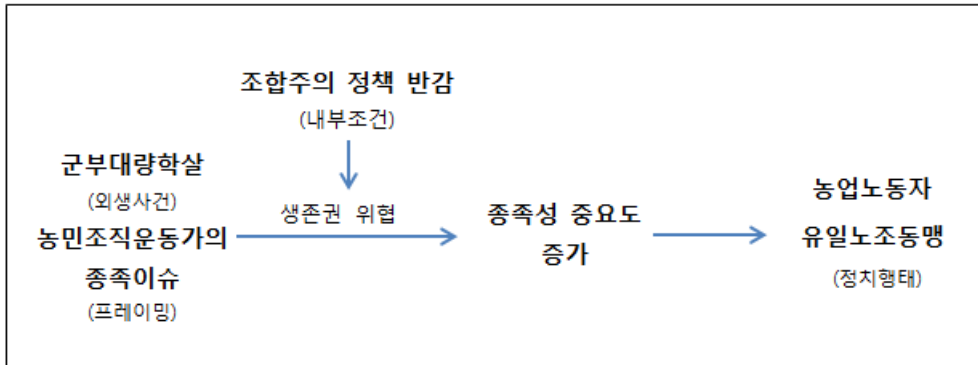 조합주의 정책 반감
(내부조건)
군부대량학살
(외생사건)
농민조직운동가의
종족이슈
(프레이밍)
생존권 위협
종족성 중요도
증가
농업노동자
유일노조동맹
(정치행태)